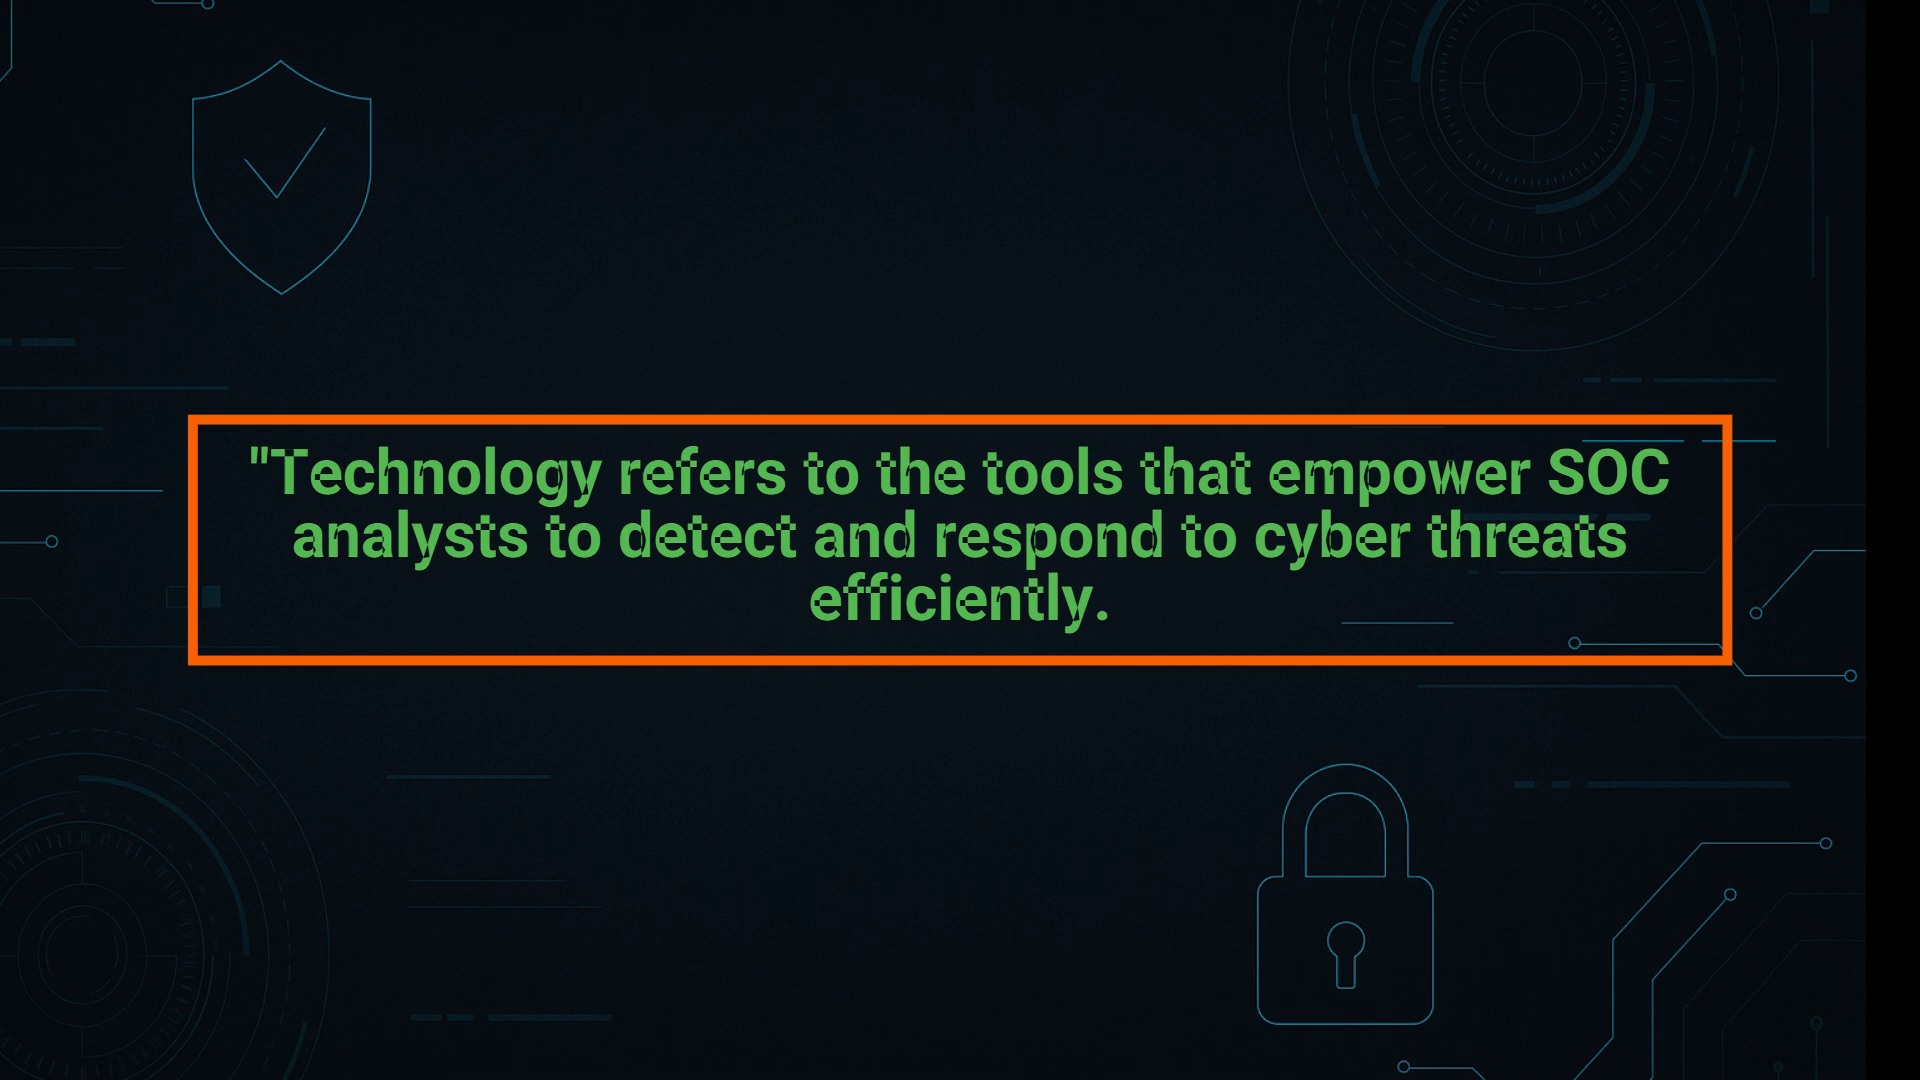 "Technology refers to the tools that empower SOC
analysts to detect and respond to cyber threats
efficiently.